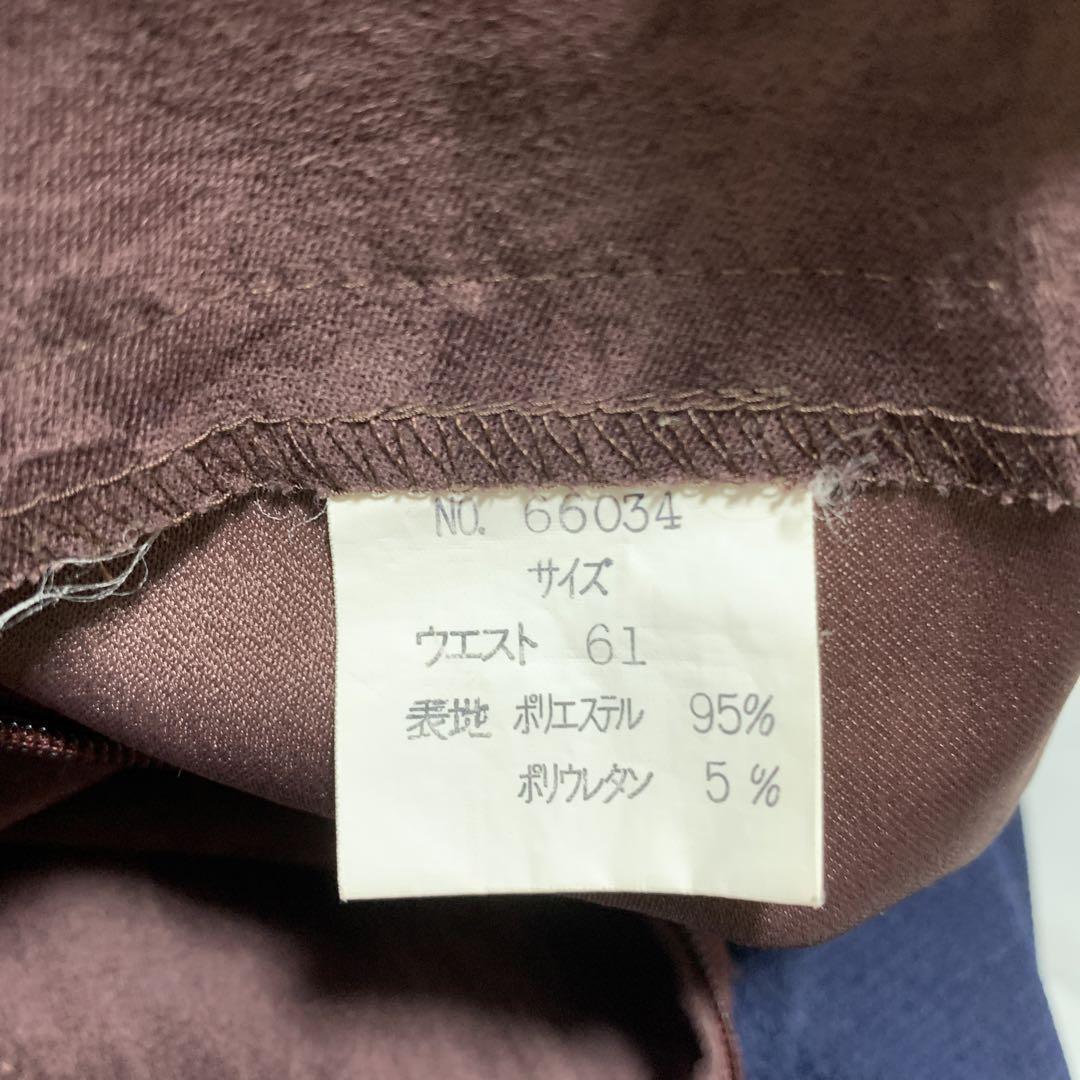 NO. 66034
サイズ
ウエスト 61
表地 ポリエステル 95%
ポリウレタン 5%